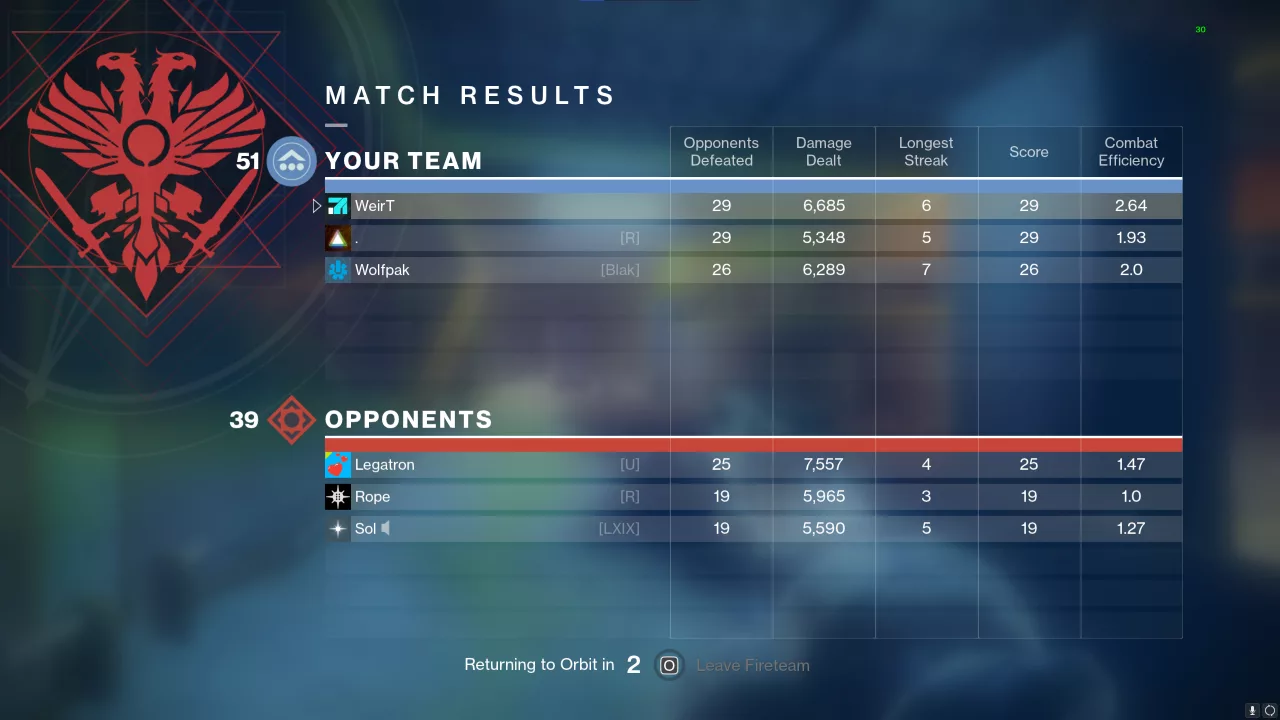 30
MATCH RESULTS
Opponents Defeated Damage Dealt Longest Streak Score Combat Efficiency
51 YOUR TEAM
WeirT 29 6,685 6 29 2.64
. [R] 29 5,348 5 29 1.93
Wolfpak [Blak] 26 6,289 7 26 2.0
39 OPPONENTS
Legatron [U] 25 7,557 4 25 1.47
Rope [R] 19 5,965 3 19 1.0
Sol [LXIX] 19 5,590 5 19 1.27
Returning to Orbit in 2 O Leave Fireteam